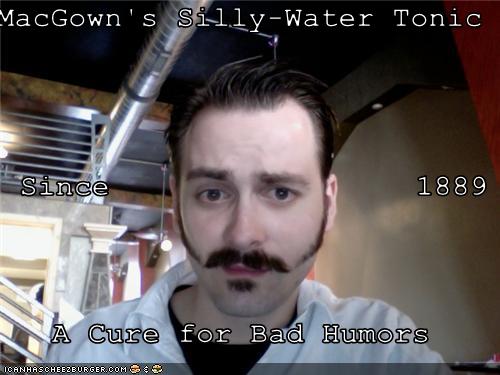 MacGown's Silly-Water Tonic
Since 1889
A Cure for Bad Humors
ICANHASCHEEZBURGER.COM